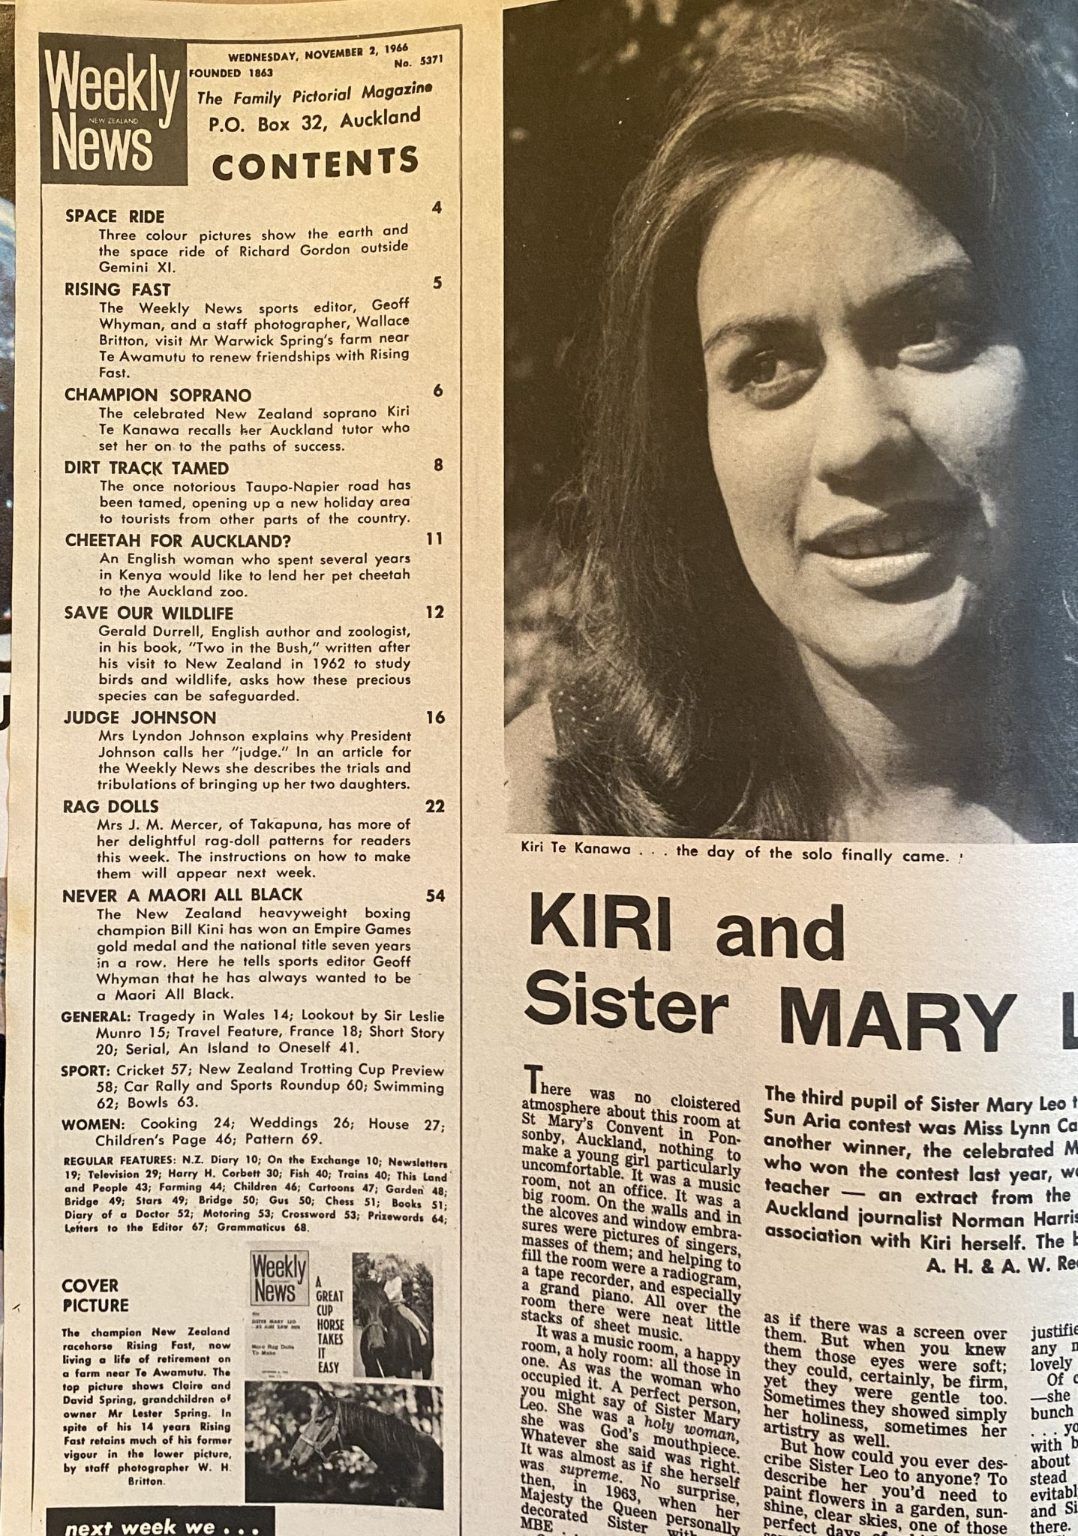 Weekly
NEW ZEALAND
News
WEDNESDAY, NOVEMBER 2, 1966
FOUNDED 1863
No. 5371
The Family Pictorial Magazine
P.O. Box 32, Auckland
CONTENTS
SPACE RIDE 4
Three colour pictures show the earth and
the space ride of Richard Gordon outside
Gemini XI.
RISING FAST 5
The Weekly News sports editor, Geoff
Whyman, and a staff photographer, Wallace
Britton, visit Mr Warwick Spring's farm near
Te Awamutu to renew friendships with Rising
Fast.
CHAMPION SOPRANO 6
The celebrated New Zealand soprano Kiri
Te Kanawa recalls her Auckland tutor who
set her on to the paths of success.
DIRT TRACK TAMED 8
The once notorious Taupo-Napier road has
been tamed, opening up a new holiday area
to tourists from other parts of the country.
CHEETAH FOR AUCKLAND? 11
An English woman who spent several years
in Kenya would like to lend her pet cheetah
to the Auckland zoo.
SAVE OUR WILDLIFE 12
Gerald Durrell, English author and zoologist,
in his book, "Two in the Bush," written after
his visit to New Zealand in 1962 to study
birds and wildlife, asks how these precious
species can be safeguarded.
JUDGE JOHNSON 16
Mrs Lyndon Johnson explains why President
Johnson calls her "judge." In an article for
the Weekly News she describes the trials and
tribulations of bringing up her two daughters.
RAG DOLLS 22
Mrs J. M. Mercer, of Takapuna, has more of
her delightful rag-doll patterns for readers
this week. The instructions on how to make
them will appear next week.
NEVER A MAORI ALL BLACK 54
The New Zealand heavyweight boxing
champion Bill Kini has won an Empire Games
gold medal and the national title seven years
in a row. Here he tells sports editor Geoff
Whyman that he has always wanted to be
a Maori All Black.
GENERAL: Tragedy in Wales 14; Lookout by Sir Leslie
Munro 15; Travel Feature, France 18; Short Story
20; Serial, An Island to Oneself 41.
SPORT: Cricket 57; New Zealand Trotting Cup Preview
58; Car Rally and Sports Roundup 60; Swimming
62; Bowls 63.
WOMEN: Cooking 24; Weddings 26; House 27;
Children's Page 46; Pattern 69.
REGULAR FEATURES: N.Z. Diary 10; On the Exchange 10; Newsletters
19; Television 29; Harry H. Corbett 30; Fish 40; Trains 40; This Land
and People 43; Farming 44; Children 46; Cartoons 47; Garden 48;
Bridge 49; Stars 49; Bridge 50; Gus 50; Chess 51; Books 51;
Diary of a Doctor 52; Motoring 53; Crossword 53; Prizewords 64;
Letters to the Editor 67; Grammaticus 68.
COVER
PICTURE
The champion New Zealand
racehorse Rising Fast, now
living a life of retirement on
a farm near Te Awamutu. The
top picture shows Claire and
David Spring, grandchildren of
owner Mr Lester Spring. In
spite of his 14 years Rising
Fast retains much of his former
vigour in the lower picture,
by staff photographer W. H.
Britton.
Weekly
News
A
GREAT
CUP
HORSE
TAKES
IT
EASY
SISTER MARY LEO
More Rag Dolls
To Make
next week we . . .
Kiri Te Kanawa . . . the day of the solo finally came.
KIRI and
Sister MARY L
There was no cloistered
atmosphere about this room at
St Mary's Convent in Pon-
sonby, Auckland, nothing to
make a young girl particularly
uncomfortable. It was a music
room, not an office. It was a
big room. On the walls and in
the alcoves and window embra-
sures were pictures of singers,
masses of them; and helping to
fill the room were a radiogram,
a tape recorder, and especially
a grand piano. All over the
room there were neat little
stacks of sheet music.
It was a music room, a happy
room, a holy room: all those in
one. As was the woman who
occupied it. A perfect person,
you might say of Sister Mary
Leo. She was a holy woman,
she was God's mouthpiece.
Whatever she said was right.
It was almost as if she herself
was supreme. No surprise,
then, in 1963, when her
Majesty the Queen personally
decorated Sister with
MBE
The third pupil of Sister Mary Leo t
Sun Aria contest was Miss Lynn Ca
another winner, the celebrated M
who won the contest last year, w
teacher — an extract from the
Auckland journalist Norman Harris
association with Kiri herself. The b
A. H. & A. W. Re
as if there was a screen over
them. But when you knew
them those eyes were soft;
they could, certainly, be firm,
yet they were gentle too.
Sometimes they showed simply
her holiness, sometimes her
artistry as well.
But how could you ever des-
cribe Sister Leo to anyone? To
describe her you'd need to
paint flowers in a garden, sun-
shine, clear skies, one of those
perfect days of
justifie
any
lovely
Of c
—she
bunch
. . . yo
with b
about
stead
evitabl
and Si
there.